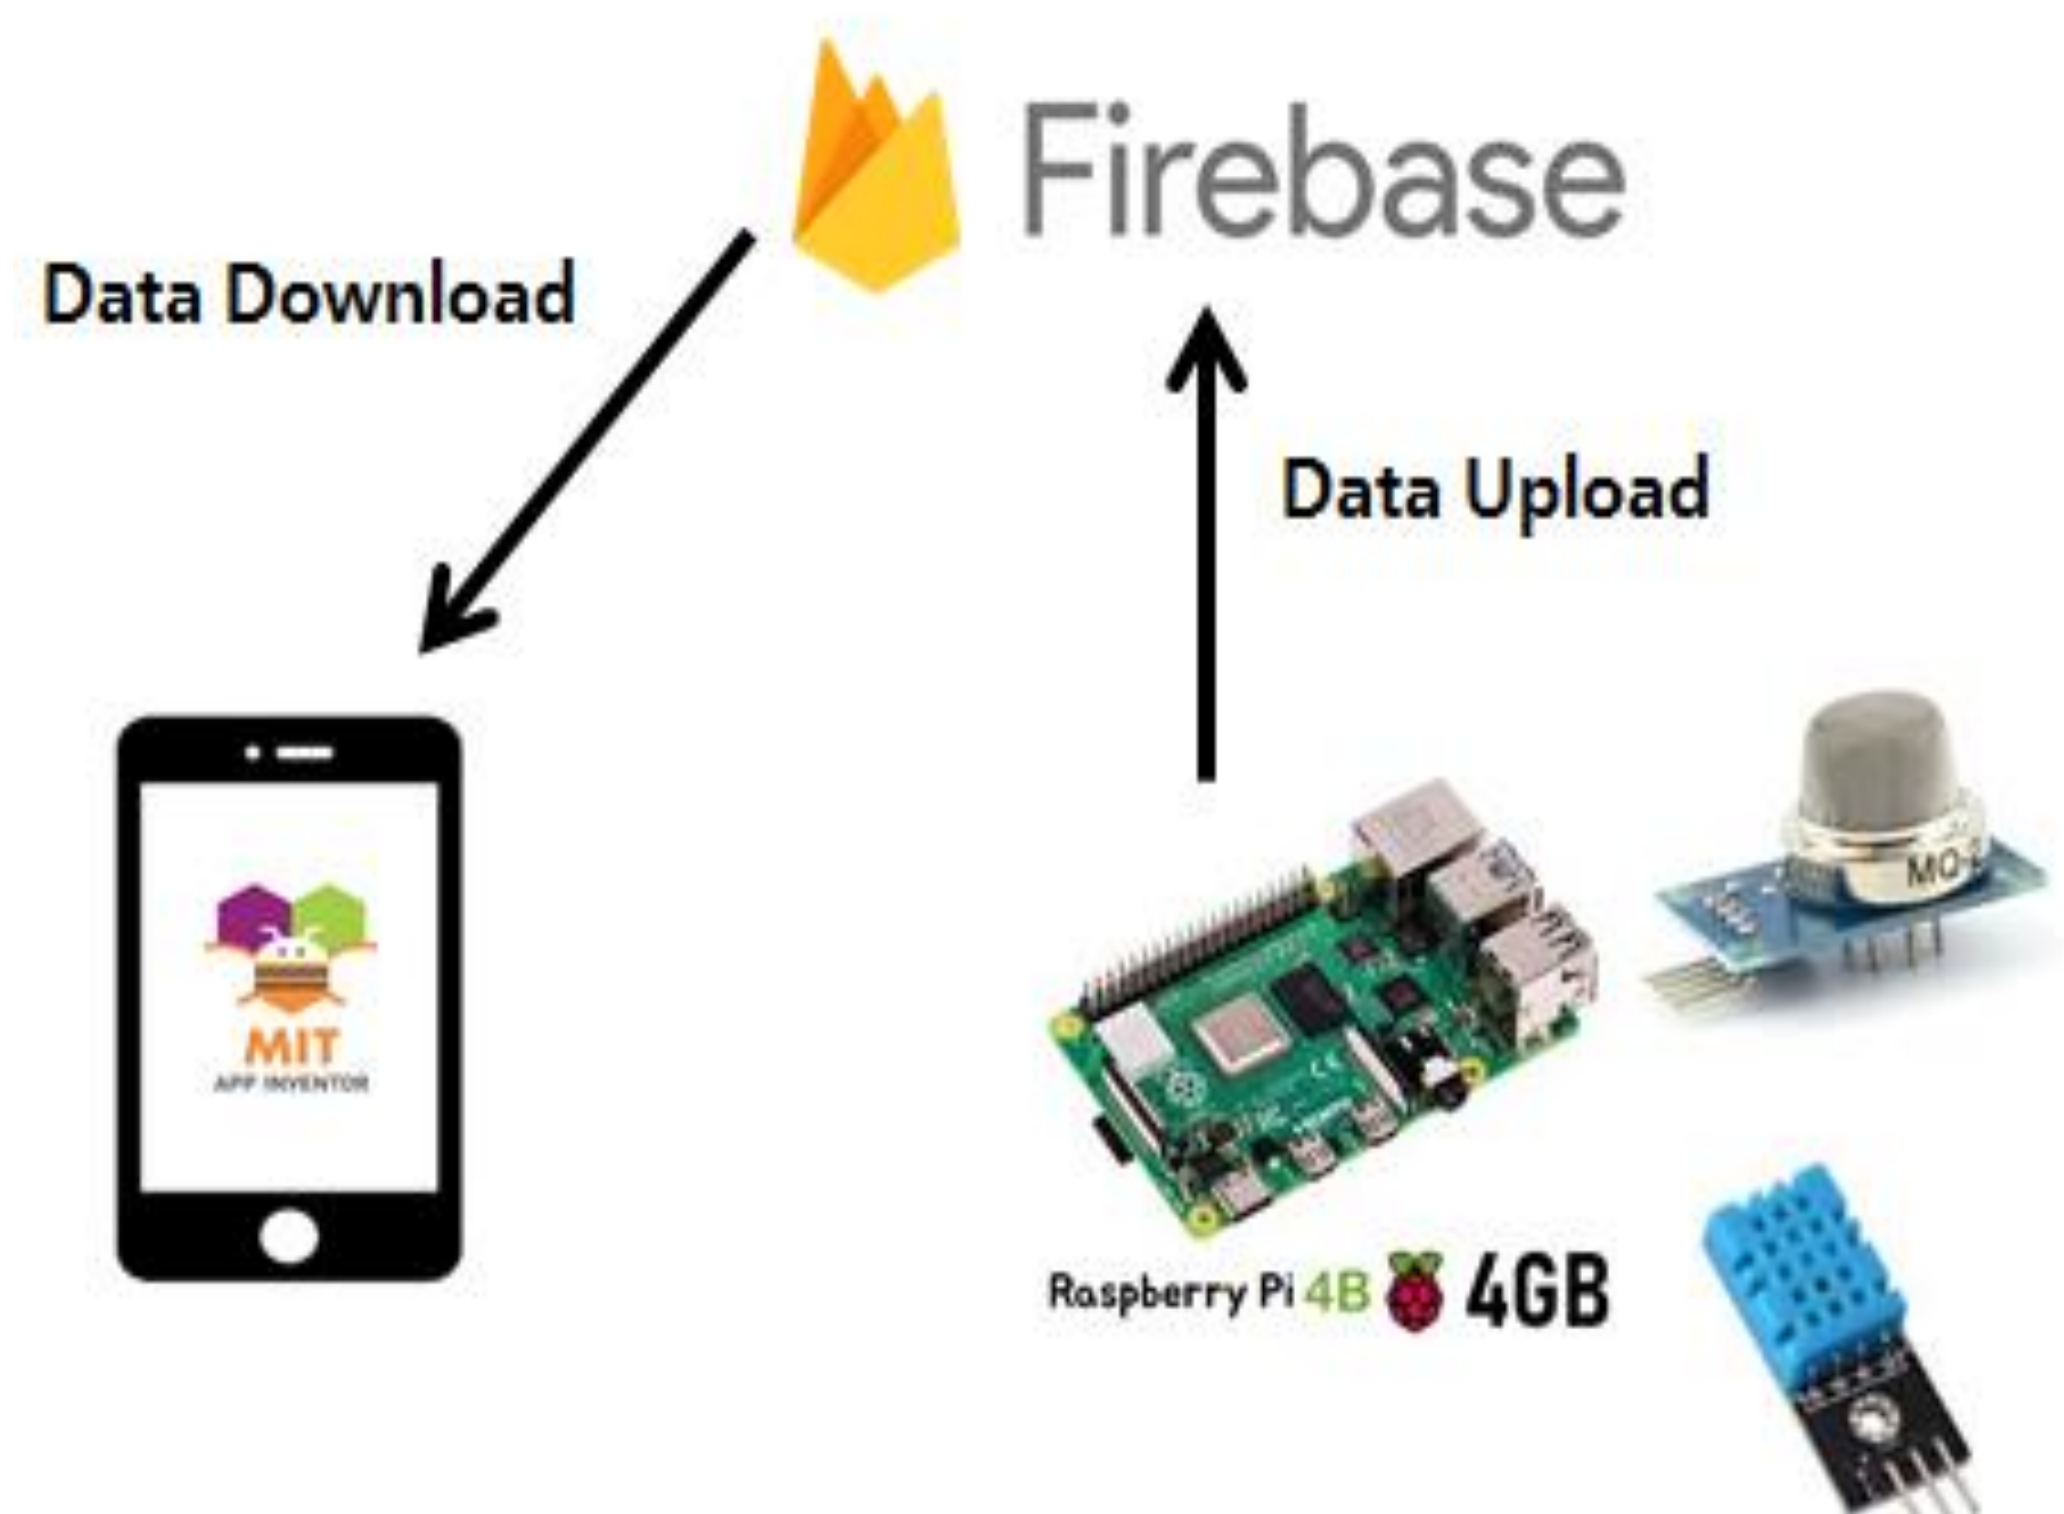 Firebase
Data Download
Data Upload
MIT
APP INVENTOR
Raspberry Pi 4B 4GB